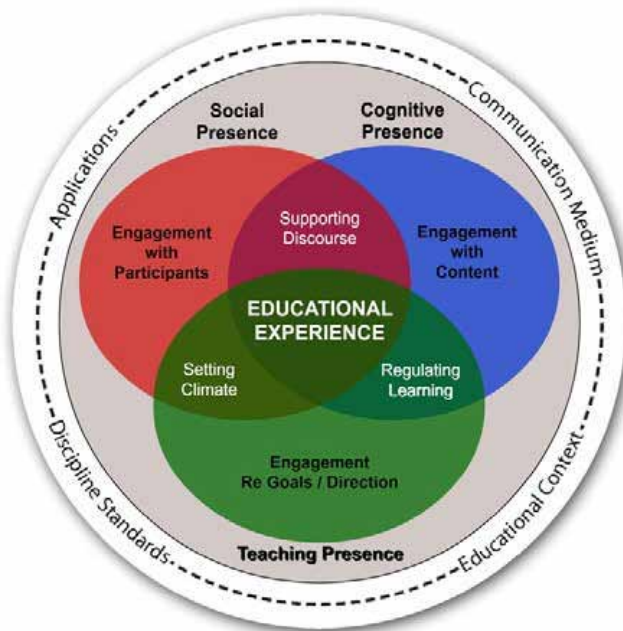 Applications
Communication Medium
Social
Presence
Cognitive
Presence
Engagement
with
Participants
Supporting
Discourse
Engagement
with
Content
EDUCATIONAL
EXPERIENCE
Setting
Climate
Regulating
Learning
Engagement
Re Goals / Direction
Teaching Presence
Discipline Standards
Educational Context